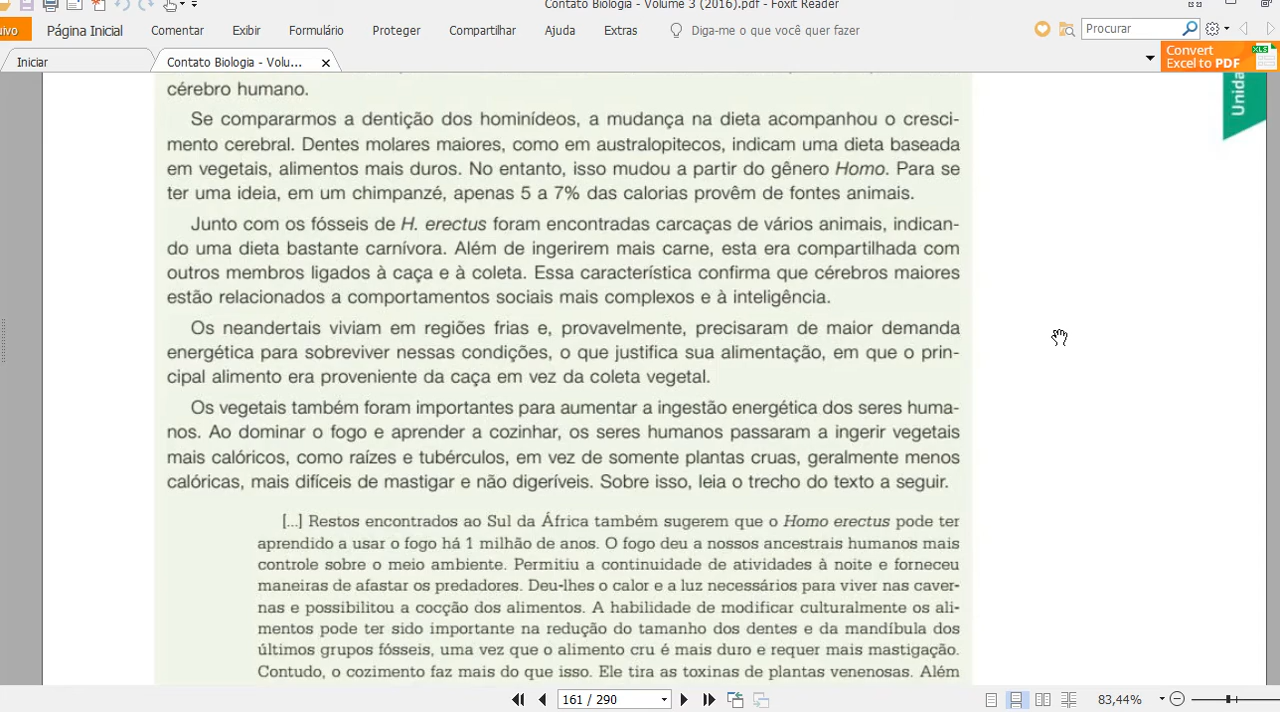 Contato Biologia - Volume 3 (2016).pdf - Foxit Reader
ivo Página Inicial Comentar Exibir Formulário Proteger Compartilhar Ajuda Extras Diga-me o que você quer fazer Procurar
Iniciar Contato Biologia - Volu... x Convert Excel to PDF XLS
Unida
cérebro humano.
Se compararmos a dentição dos hominídeos, a mudança na dieta acompanhou o cresci-
mento cerebral. Dentes molares maiores, como em australopitecos, indicam uma dieta baseada
em vegetais, alimentos mais duros. No entanto, isso mudou a partir do gênero Homo. Para se
ter uma ideia, em um chimpanzé, apenas 5 a 7% das calorias provêm de fontes animais.
Junto com os fósseis de H. erectus foram encontradas carcaças de vários animais, indican-
do uma dieta bastante carnívora. Além de ingerirem mais carne, esta era compartilhada com
outros membros ligados à caça e à coleta. Essa característica confirma que cérebros maiores
estão relacionados a comportamentos sociais mais complexos e à inteligência.
Os neandertais viviam em regiões frias e, provavelmente, precisaram de maior demanda
energética para sobreviver nessas condições, o que justifica sua alimentação, em que o prin-
cipal alimento era proveniente da caça em vez da coleta vegetal.
Os vegetais também foram importantes para aumentar a ingestão energética dos seres huma-
nos. Ao dominar o fogo e aprender a cozinhar, os seres humanos passaram a ingerir vegetais
mais calóricos, como raízes e tubérculos, em vez de somente plantas cruas, geralmente menos
calóricas, mais difíceis de mastigar e não digeríveis. Sobre isso, leia o trecho do texto a seguir.
[...] Restos encontrados ao Sul da África também sugerem que o Homo erectus pode ter
aprendido a usar o fogo há 1 milhão de anos. O fogo deu a nossos ancestrais humanos mais
controle sobre o meio ambiente. Permitiu a continuidade de atividades à noite e forneceu
maneiras de afastar os predadores. Deu-lhes o calor e a luz necessários para viver nas caver-
nas e possibilitou a cocção dos alimentos. A habilidade de modificar culturalmente os ali-
mentos pode ter sido importante na redução do tamanho dos dentes e da mandíbula dos
últimos grupos fósseis, uma vez que o alimento cru é mais duro e requer mais mastigação.
Contudo, o cozimento faz mais do que isso. Ele tira as toxinas de plantas venenosas. Além
161 / 290 83,44%